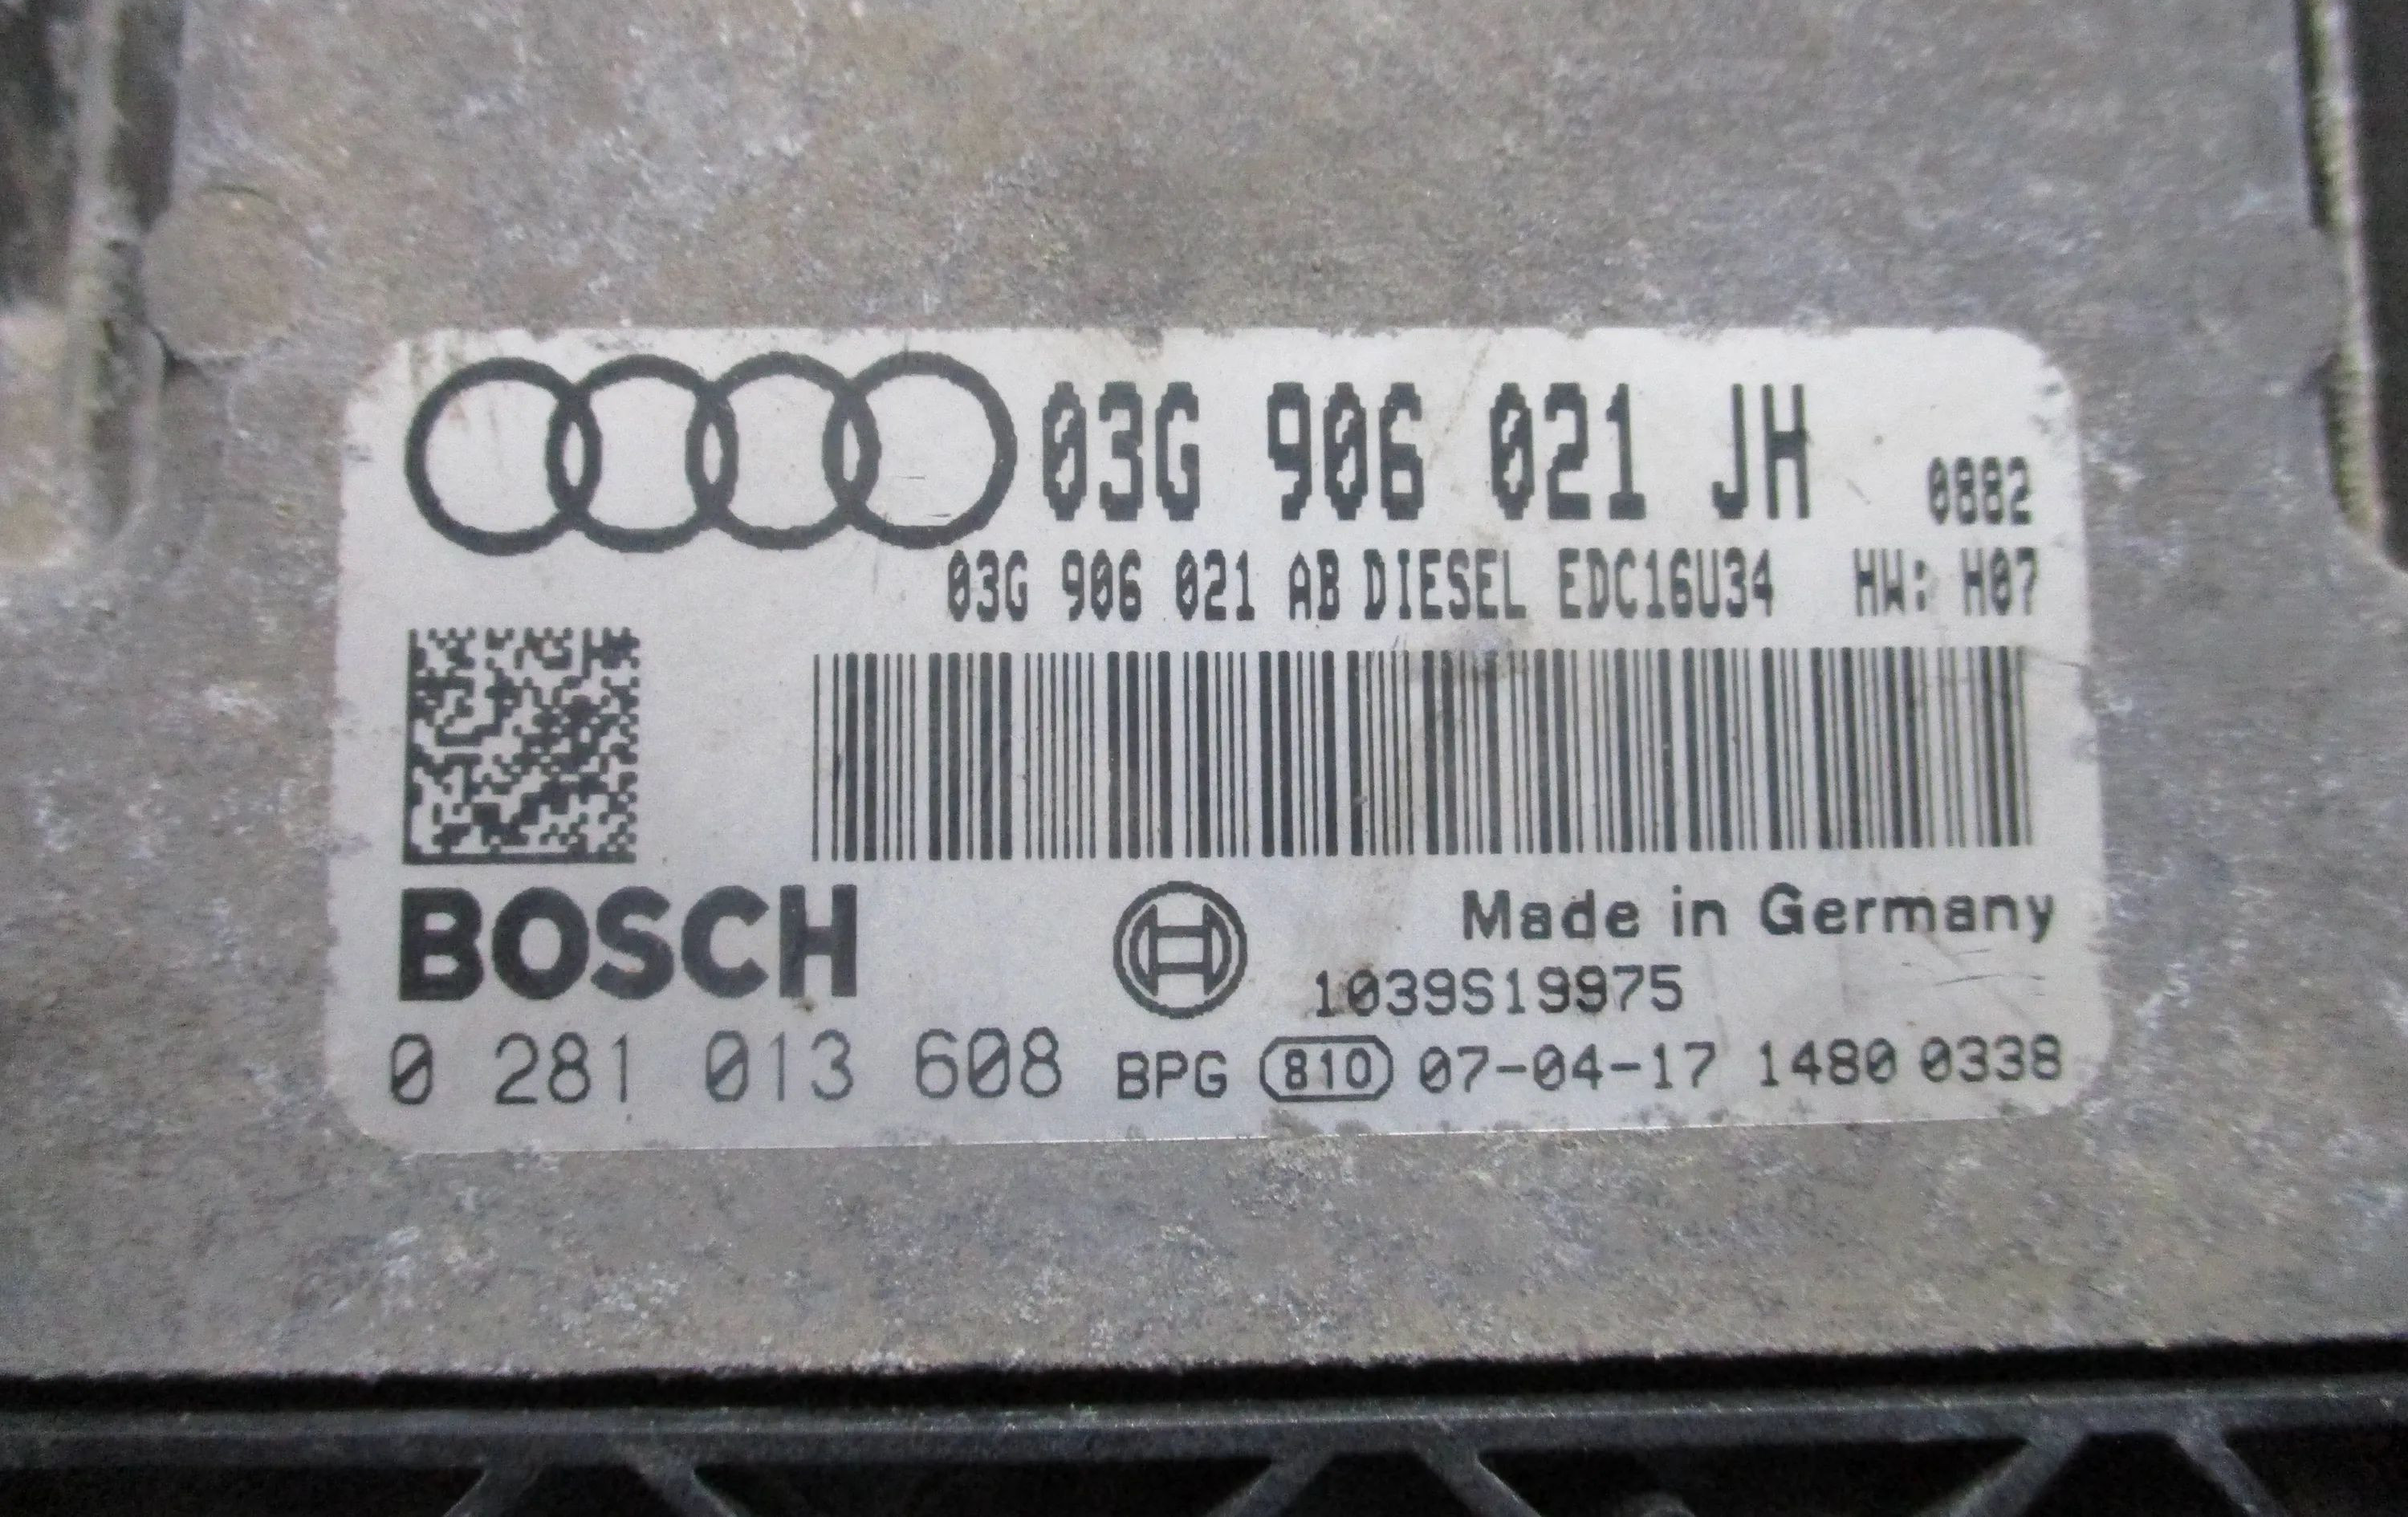 03G 906 021 JH 0882
03G 906 021 AB DIESEL EDC16U34 HW: H07
BOSCH
Made in Germany
1039S19975
0 281 013 608 BPG 810 07-04-17 1480 0338